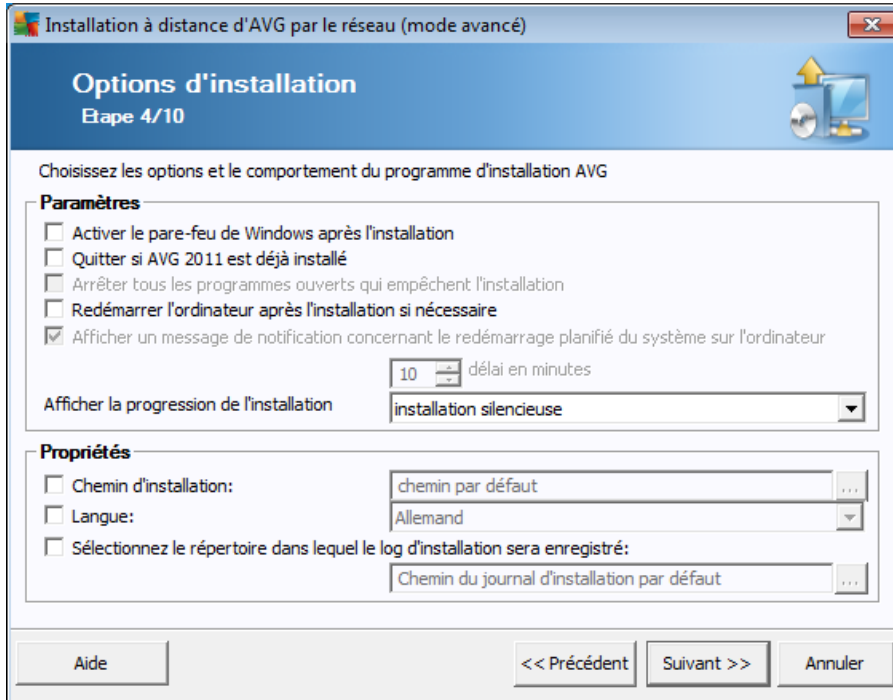 Installation à distance d'AVG par le réseau (mode avancé)
Options d'installation
Etape 4/10
Choisissez les options et le comportement du programme d'installation AVG
Paramètres
Activer le pare-feu de Windows après l'installation
Quitter si AVG 2011 est déjà installé
Arrêter tous les programmes ouverts qui empêchent l'installation
Redémarrer l'ordinateur après l'installation si nécessaire
Afficher un message de notification concernant le redémarrage planifié du système sur l'ordinateur
10 délai en minutes
Afficher la progression de l'installation installation silencieuse
Propriétés
Chemin d'installation: chemin par défaut ...
Langue: Allemand
Sélectionnez le répertoire dans lequel le log d'installation sera enregistré:
Chemin du journal d'installation par défaut ...
Aide << Précédent Suivant >> Annuler